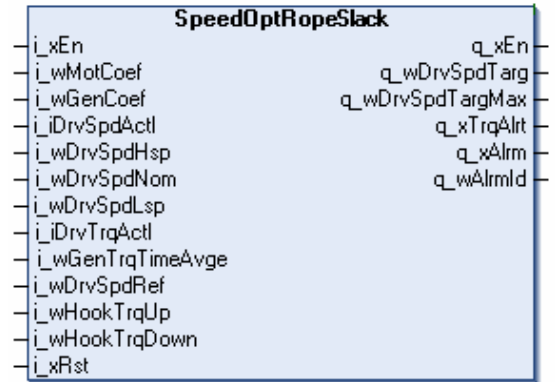 SpeedOptRopeSlack
i_xEn q_xEn
i_wMotCoef q_wDrvSpdTarg
i_wGenCoef q_wDrvSpdTargMax
i_iDrvSpdActl q_xTrqAlrt
i_wDrvSpdHsp q_xAlrm
i_wDrvSpdNom q_wAlrmId
i_wDrvSpdLsp
i_iDrvTrqActl
i_wGenTrqTimeAvge
i_wDrvSpdRef
i_wHookTrqUp
i_wHookTrqDown
i_xRst